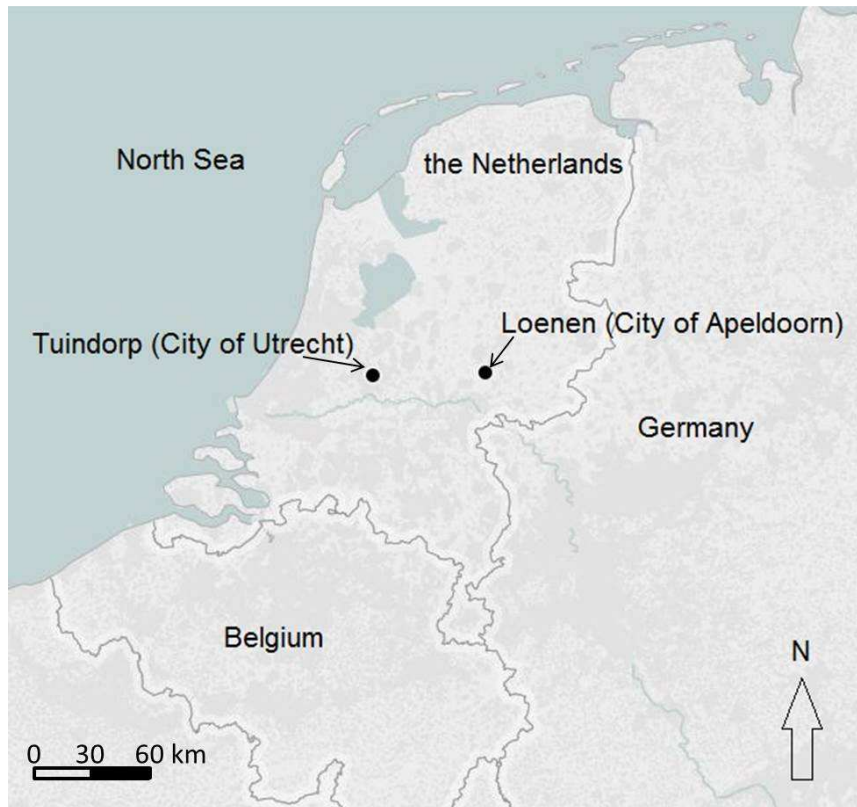 North Sea
the Netherlands
Loenen (City of Apeldoorn)
Tuindorp (City of Utrecht)
Germany
Belgium
N
0 30 60 km